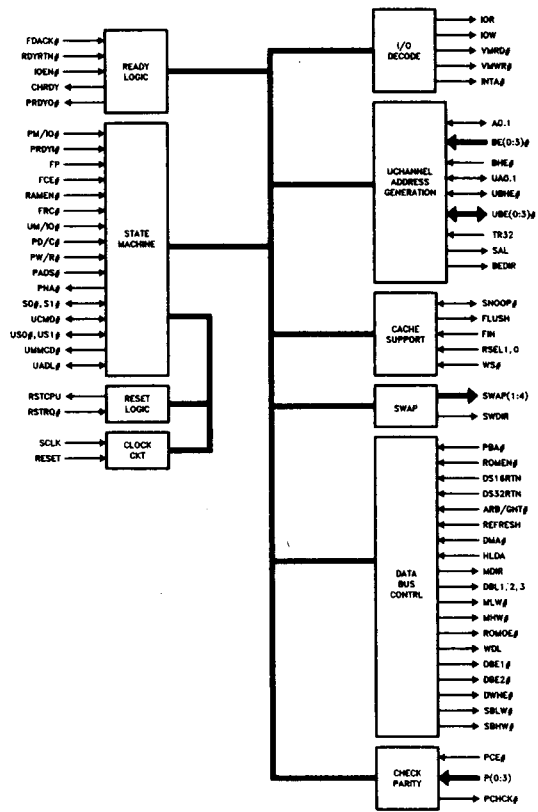 FDACK#
RDYRTN#
IOEN#
CHRDY
PRDYO#
READY
LOGIC
PM/IO#
PRDYI#
FP
FCE#
RAMEN#
FRC#
UM/IO#
PD/C#
PW/R#
PADS#
PNA#
S0#,S1#
UCMD#
US0#,US1#
UMMCD#
UADL#
STATE
MACHINE
RSTCPU
RSTRQ#
RESET
LOGIC
SCLK
RESET
CLOCK
CKT
I/O
DECODE
IOR
IOW
VMRD#
VMWR#
INTA#
UCHANNEL
ADDRESS
GENERATION
A0.1
BE(0:3)#
BHE#
UA0.1
UBHE#
UBE(0:3)#
TR32
SAL
BEDIR
CACHE
SUPPORT
SNOOP#
FLUSH
FIN
RSEL1,0
WS#
SWAP
SWAP(1:4)
SWDIR
DATA
BUS
CONTRL
PBA#
ROMEN#
DS16RTN
DS32RTN
ARB/GNT#
REFRESH
DMA#
HLDA
MDIR
DBL1,2,3
MLW#
MHW#
ROMOE#
WDL
DBE1#
DBE2#
DWHE#
SBLW#
SBHW#
CHECK
PARITY
PCE#
P(0:3)
PCHCK#